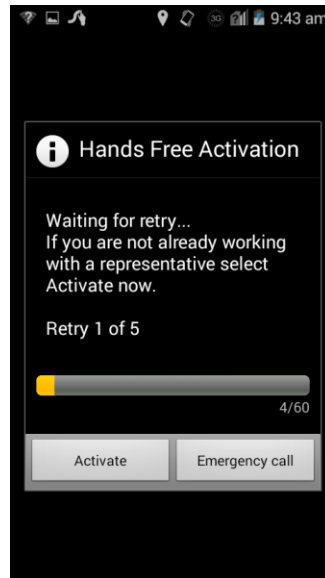 3G 9:43 am
Hands Free Activation
Waiting for retry...
If you are not already working
with a representative select
Activate now.
Retry 1 of 5
4/60
Activate Emergency call